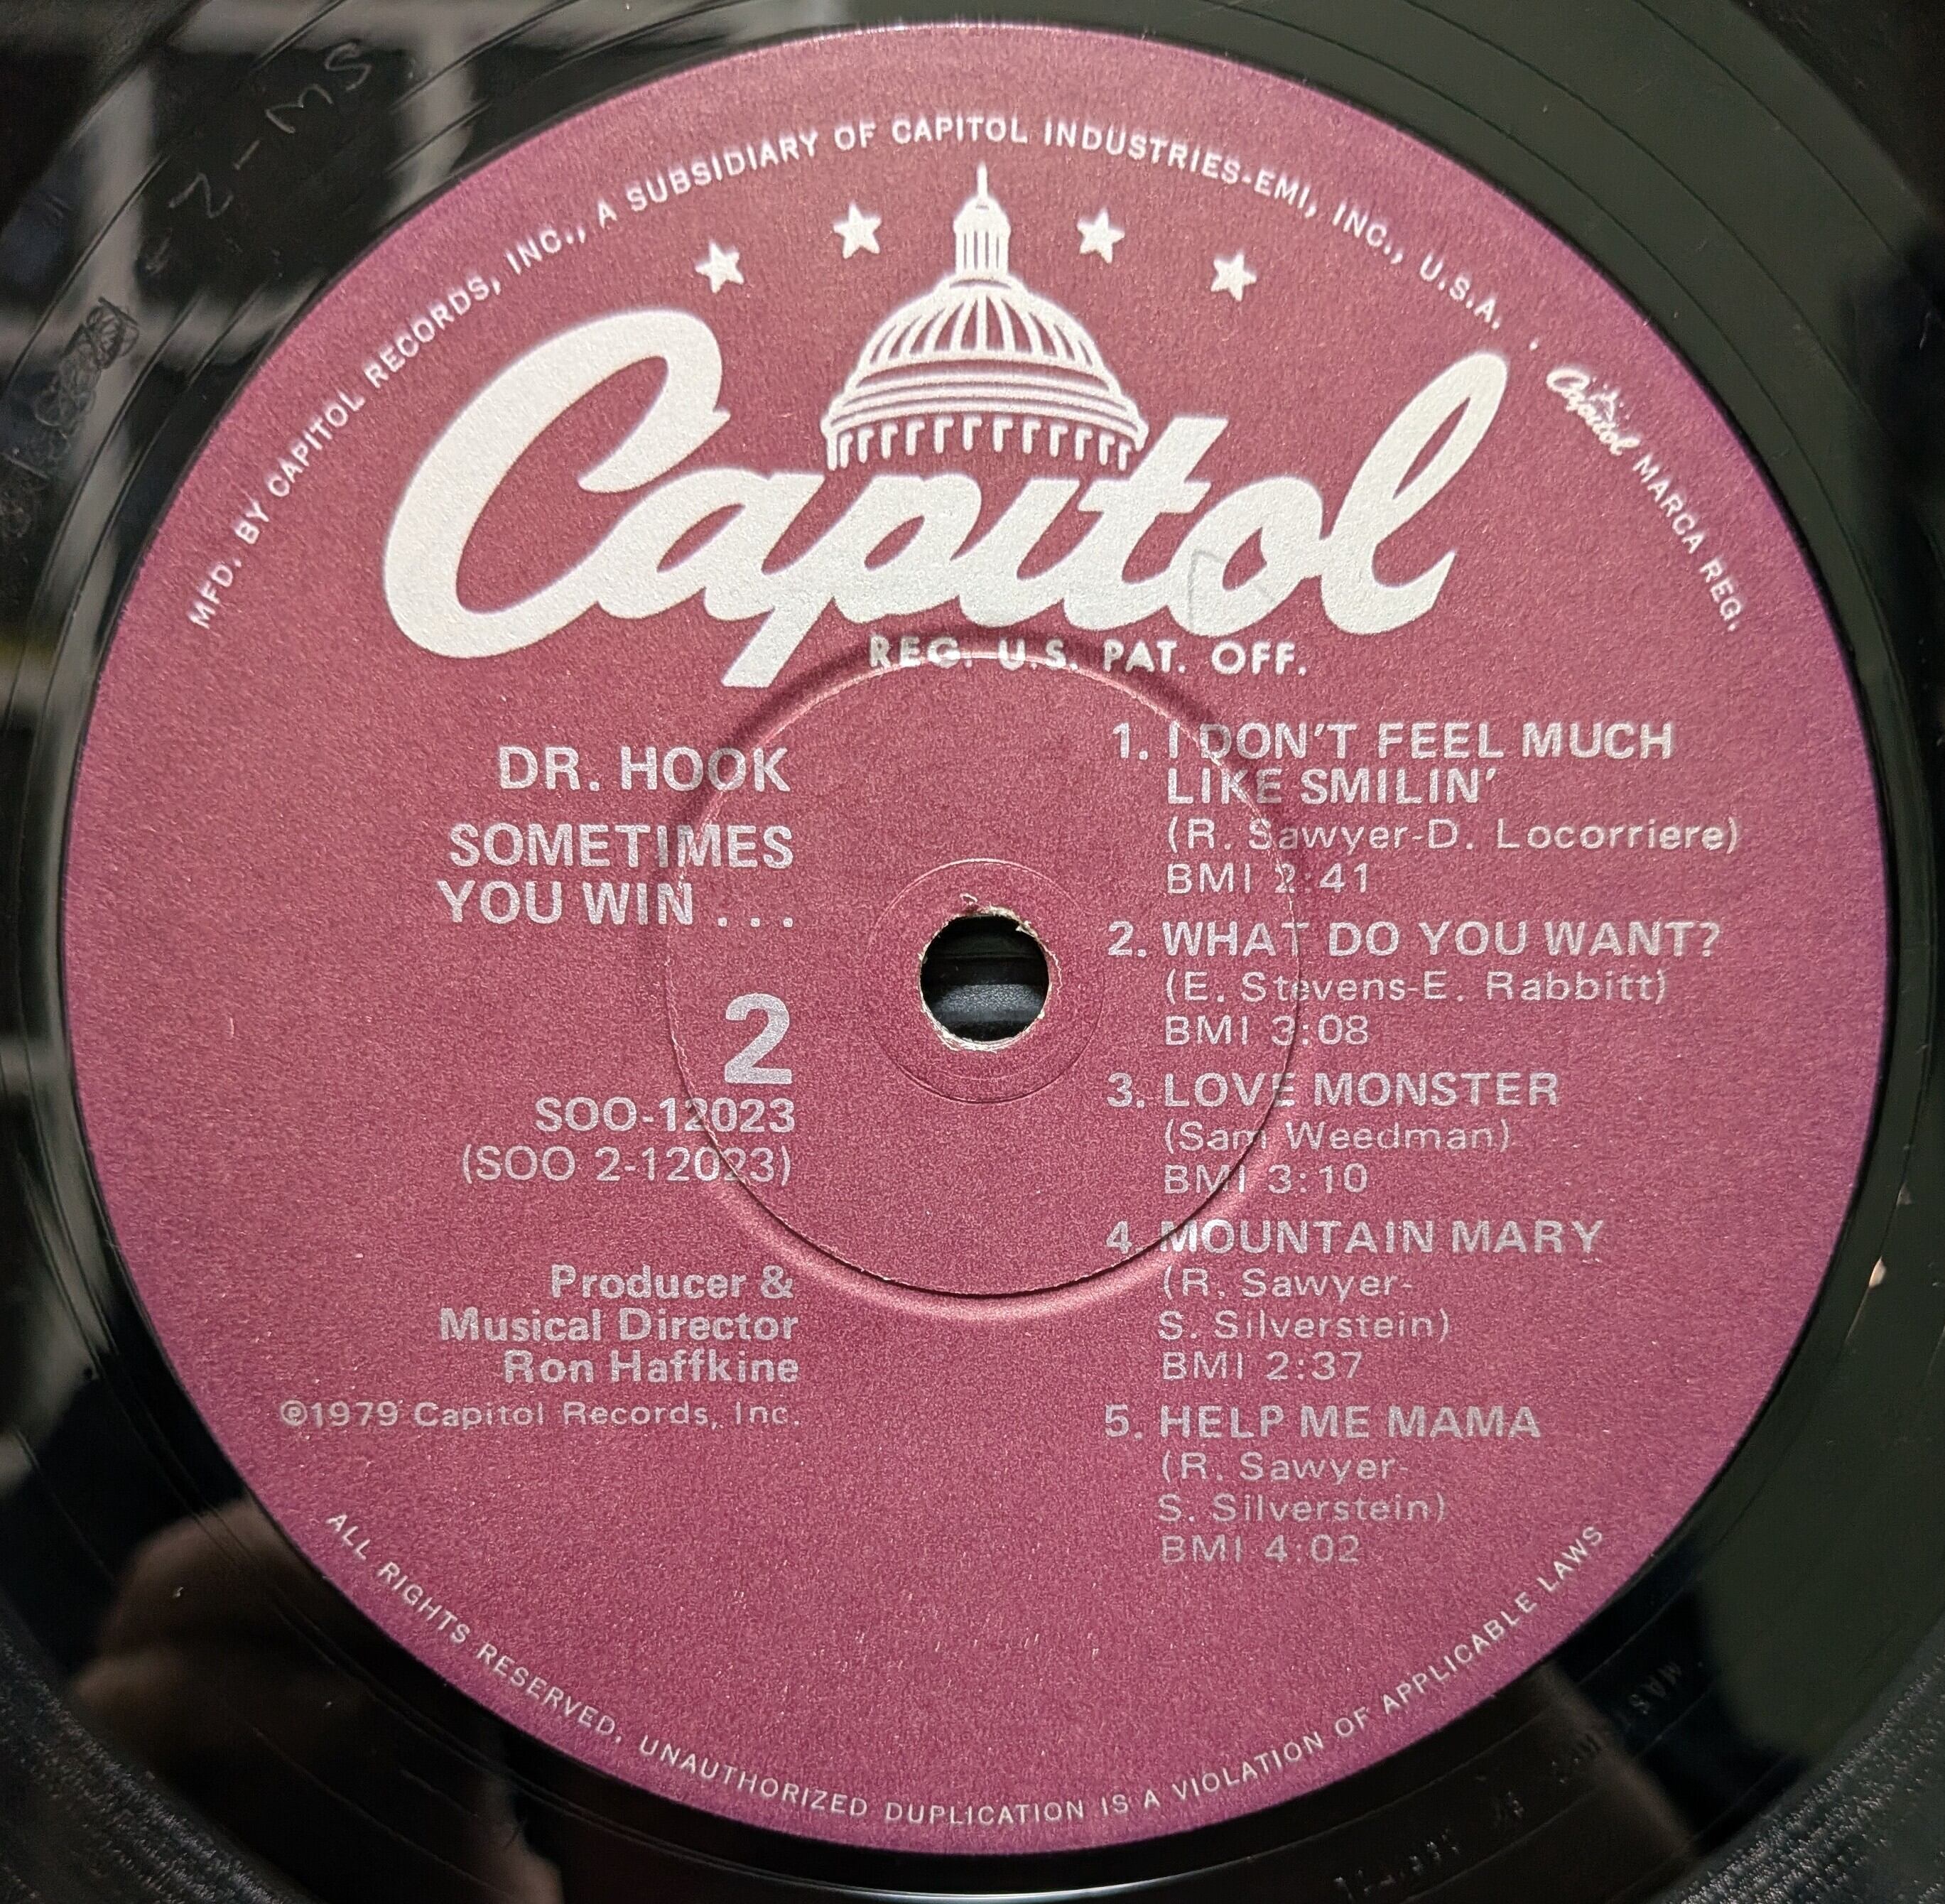 MFD. BY CAPITOL RECORDS, INC., A SUBSIDIARY OF CAPITOL INDUSTRIES-EMI, INC., U.S.A. · Capitol MARCA REG.
Capitol
REG. U.S. PAT. OFF.
DR. HOOK
SOMETIMES
YOU WIN . . .
2
SOO-12023
(SOO 2-12023)
Producer &
Musical Director
Ron Haffkine
℗1979 Capitol Records, Inc.
1. I DON'T FEEL MUCH
LIKE SMILIN'
(R. Sawyer-D. Locorriere)
BMI 2:41
2. WHAT DO YOU WANT?
(E. Stevens-E. Rabbitt)
BMI 3:08
3. LOVE MONSTER
(Sam Weedman)
BMI 3:10
4. MOUNTAIN MARY
(R. Sawyer-
S. Silverstein)
BMI 2:37
5. HELP ME MAMA
(R. Sawyer-
S. Silverstein)
BMI 4:02
ALL RIGHTS RESERVED. UNAUTHORIZED DUPLICATION IS A VIOLATION OF APPLICABLE LAWS